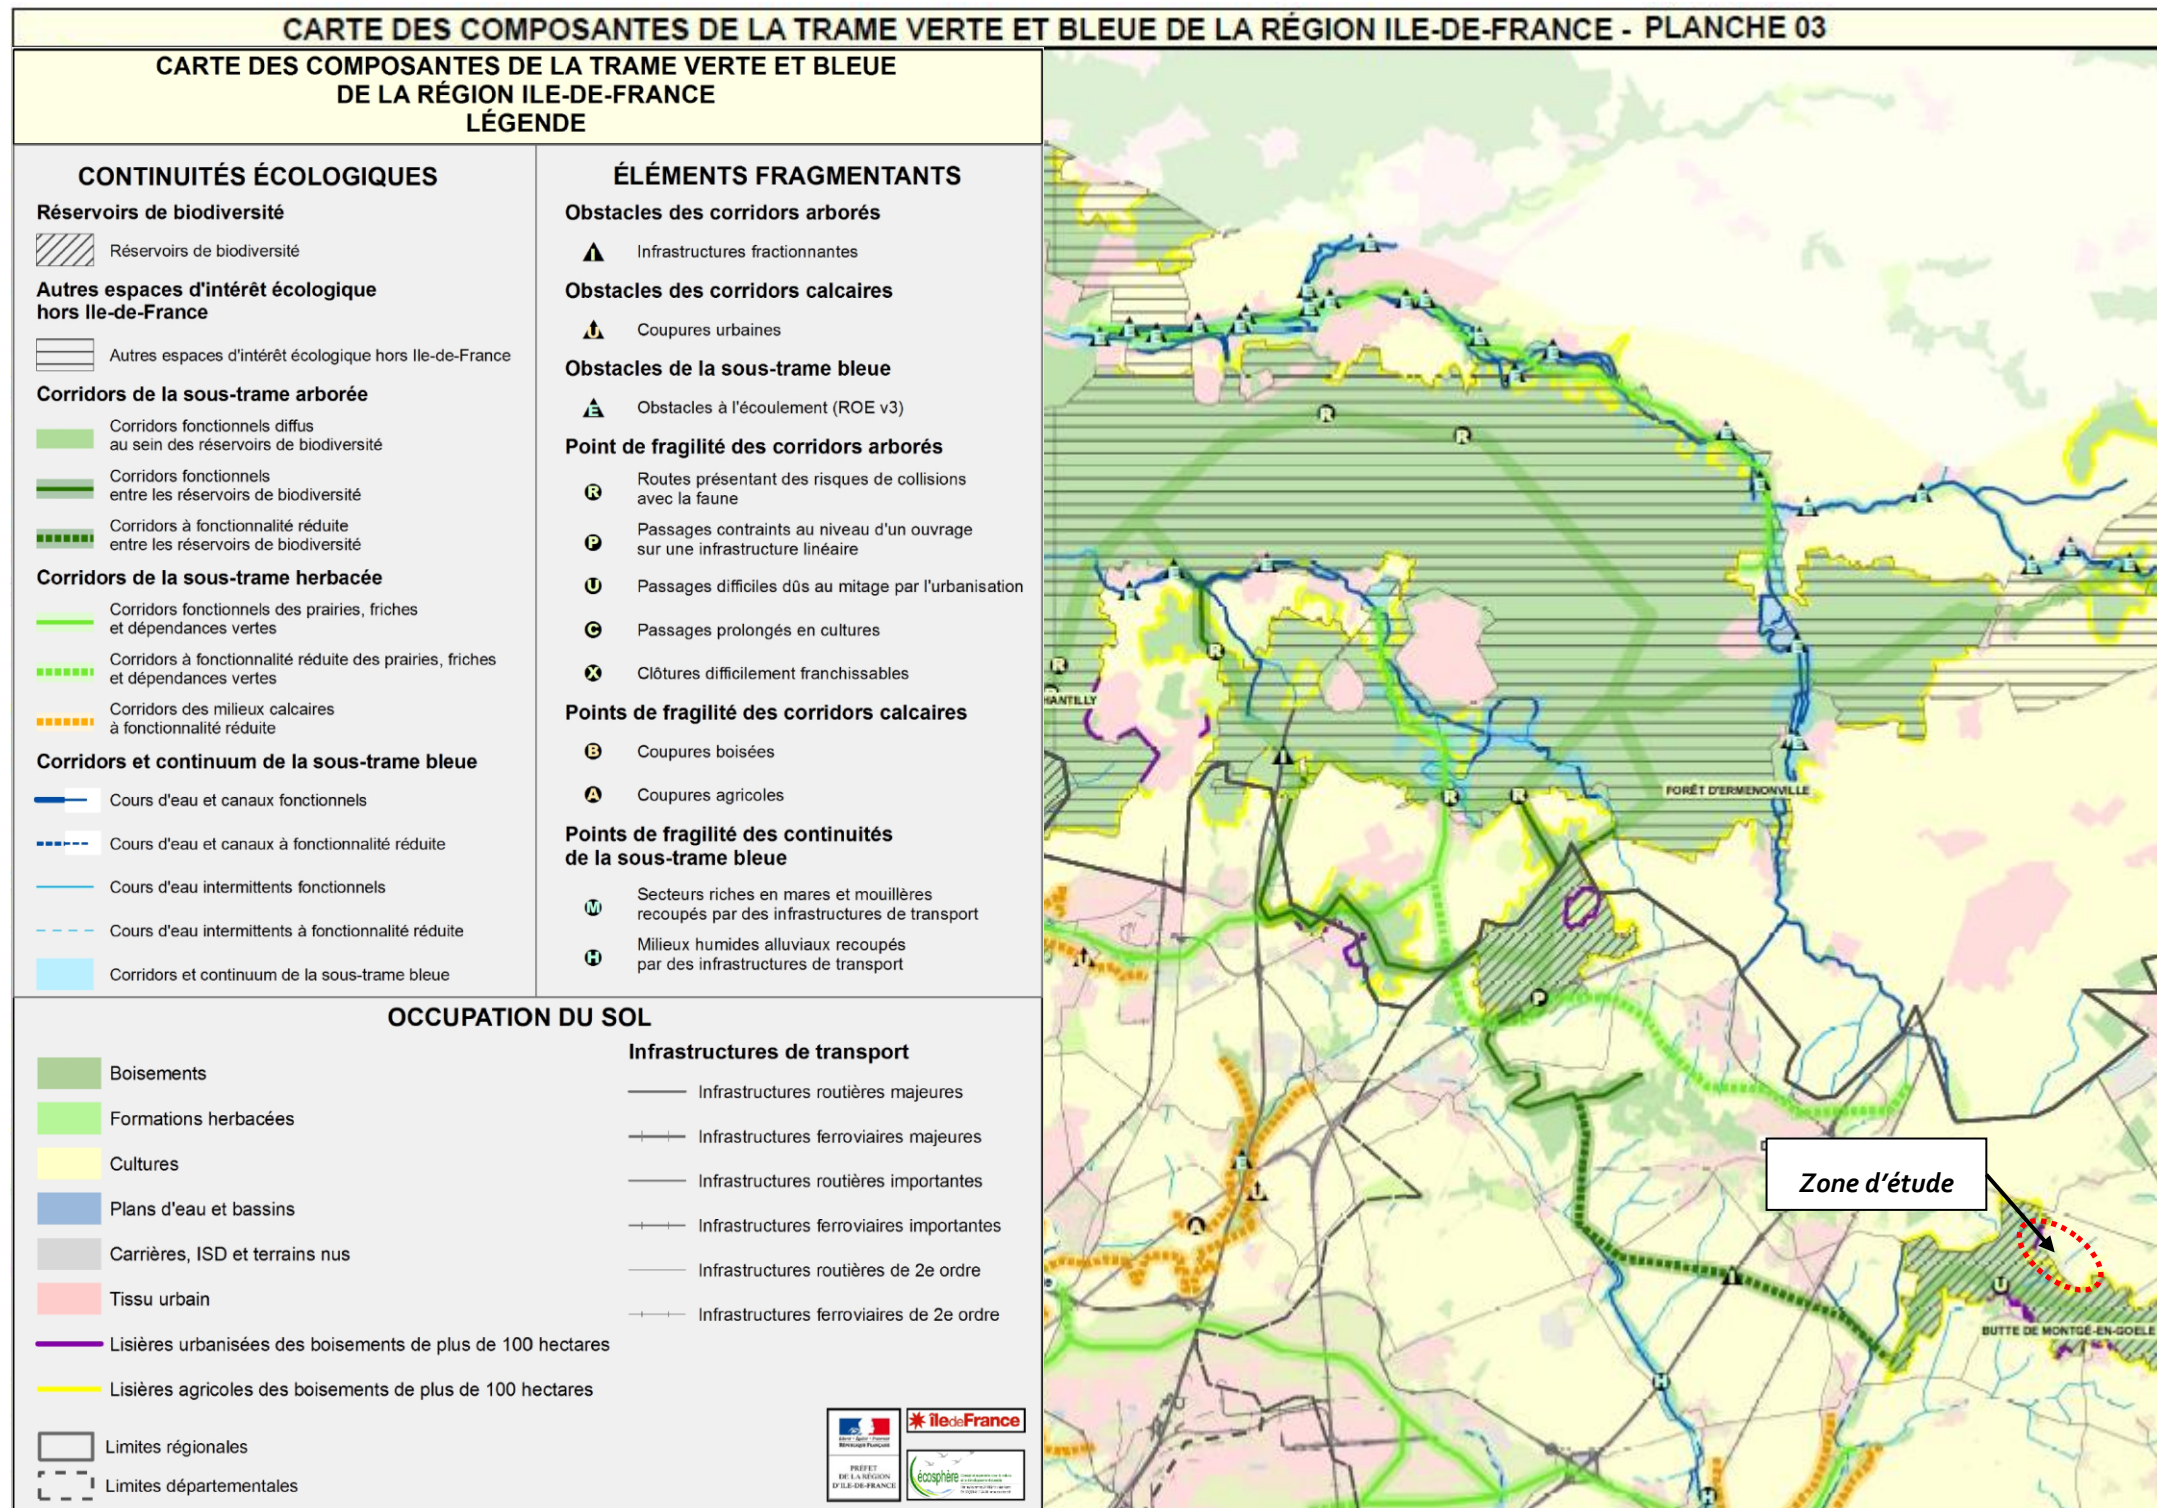 CARTE DES COMPOSANTES DE LA TRAME VERTE ET BLEUE DE LA RÉGION ILE-DE-FRANCE - PLANCHE 03
CARTE DES COMPOSANTES DE LA TRAME VERTE ET BLEUE
DE LA RÉGION ILE-DE-FRANCE
LÉGENDE
CONTINUITÉS ÉCOLOGIQUES
Réservoirs de biodiversité
Réservoirs de biodiversité
Autres espaces d'intérêt écologique
hors Ile-de-France
Autres espaces d'intérêt écologique hors Ile-de-France
Corridors de la sous-trame arborée
Corridors fonctionnels diffus
au sein des réservoirs de biodiversité
Corridors fonctionnels
entre les réservoirs de biodiversité
Corridors à fonctionnalité réduite
entre les réservoirs de biodiversité
Corridors de la sous-trame herbacée
Corridors fonctionnels des prairies, friches
et dépendances vertes
Corridors à fonctionnalité réduite des prairies, friches
et dépendances vertes
Corridors des milieux calcaires
à fonctionnalité réduite
Corridors et continuum de la sous-trame bleue
Cours d'eau et canaux fonctionnels
Cours d'eau et canaux à fonctionnalité réduite
Cours d'eau intermittents fonctionnels
Cours d'eau intermittents à fonctionnalité réduite
Corridors et continuum de la sous-trame bleue
ÉLÉMENTS FRAGMENTANTS
Obstacles des corridors arborés
I Infrastructures fractionnantes
Obstacles des corridors calcaires
U Coupures urbaines
Obstacles de la sous-trame bleue
E Obstacles à l'écoulement (ROE v3)
Point de fragilité des corridors arborés
R Routes présentant des risques de collisions
avec la faune
P Passages contraints au niveau d'un ouvrage
sur une infrastructure linéaire
U Passages difficiles dûs au mitage par l'urbanisation
C Passages prolongés en cultures
X Clôtures difficilement franchissables
Points de fragilité des corridors calcaires
B Coupures boisées
A Coupures agricoles
Points de fragilité des continuités
de la sous-trame bleue
M Secteurs riches en mares et mouillères
recoupés par des infrastructures de transport
H Milieux humides alluviaux recoupés
par des infrastructures de transport
OCCUPATION DU SOL
Boisements
Formations herbacées
Cultures
Plans d'eau et bassins
Carrières, ISD et terrains nus
Tissu urbain
Lisières urbanisées des boisements de plus de 100 hectares
Lisières agricoles des boisements de plus de 100 hectares
Limites régionales
Limites départementales
Infrastructures de transport
Infrastructures routières majeures
Infrastructures ferroviaires majeures
Infrastructures routières importantes
Infrastructures ferroviaires importantes
Infrastructures routières de 2e ordre
Infrastructures ferroviaires de 2e ordre
PRÉFET
DE LA RÉGION
D'ILE-DE-FRANCE
îledeFrance
écosphère
HANTILLY
FORÊT D'ERMENONVILLE
Zone d'étude
BUTTE DE MONTGÉ-EN-GOELE